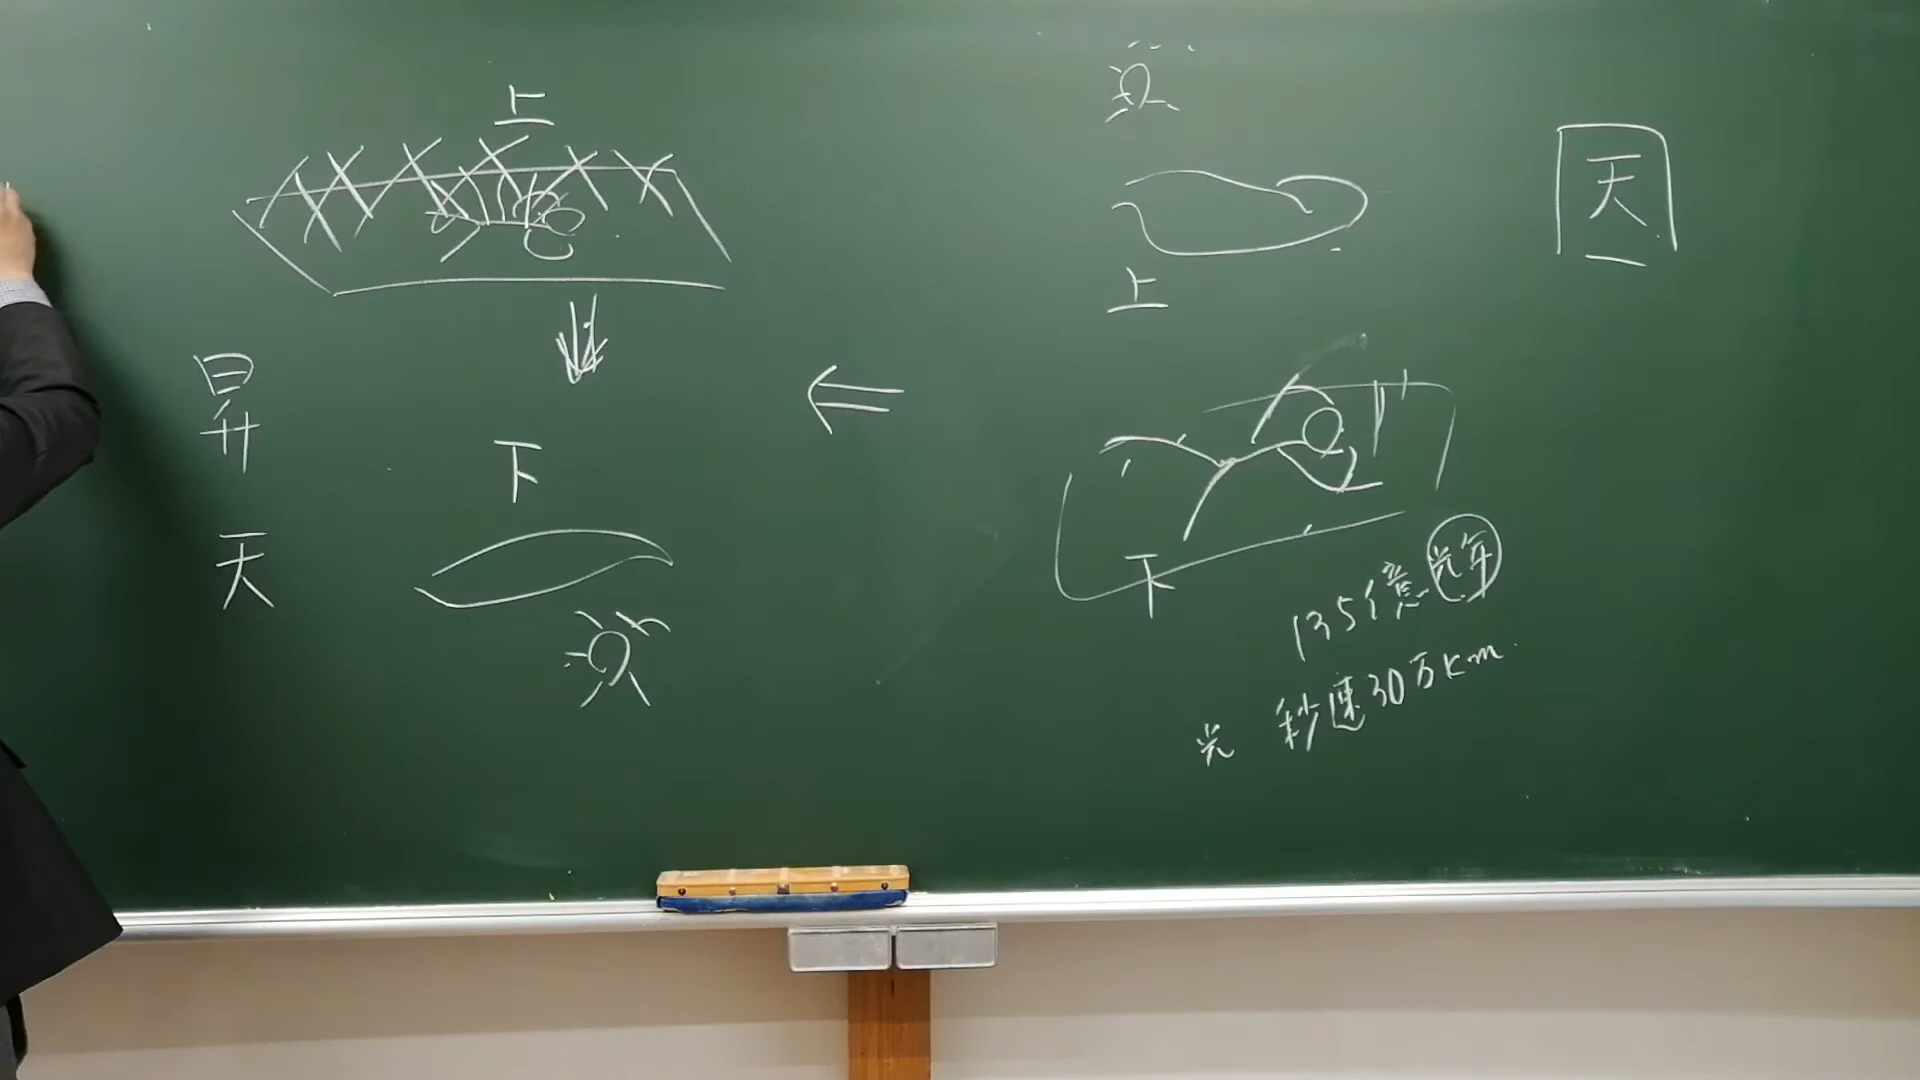 上
昇
天
下
上
天
下
135億光年
光 秒速30万km